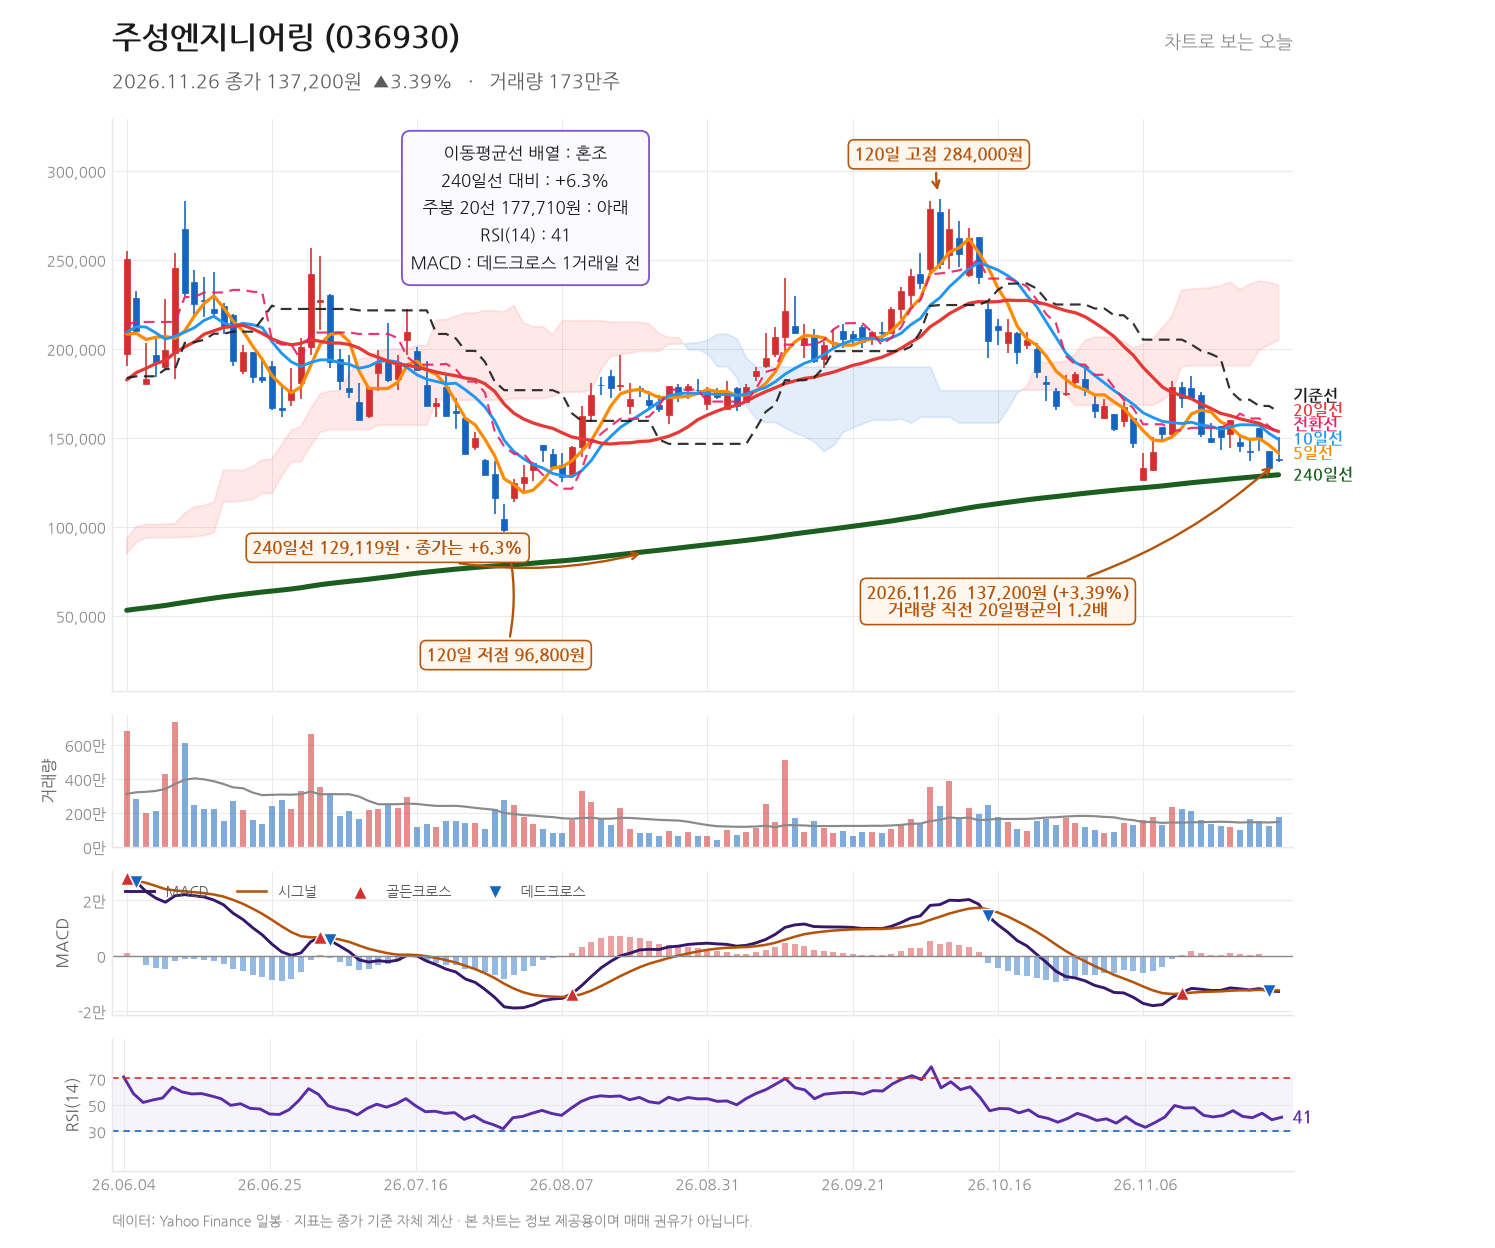 주성엔지니어링 (036930)
차트로 보는 오늘
2026.11.26 종가 137,200원 ▲3.39% · 거래량 173만주
이동평균선 배열 : 혼조
240일선 대비 : +6.3%
주봉 20선 177,710원 : 아래
RSI(14) : 41
MACD : 데드크로스 1거래일 전
120일 고점 284,000원
300,000
250,000
200,000
150,000
100,000
50,000
기준선
20일선
전환선
10일선
5일선
240일선
240일선 129,119원 · 종가는 +6.3%
2026.11.26 137,200원 (+3.39%)
거래량 직전 20일평균의 1.2배
120일 저점 96,800원
거래량
600만
400만
200만
0만
MACD
MACD
시그널
골든크로스
데드크로스
2만
0
-2만
RSI(14)
70
50
30
41
26.06.04
26.06.25
26.07.16
26.08.07
26.08.31
26.09.21
26.10.16
26.11.06
데이터: Yahoo Finance 일봉 · 지표는 종가 기준 자체 계산 · 본 차트는 정보 제공용이며 매매 권유가 아닙니다.